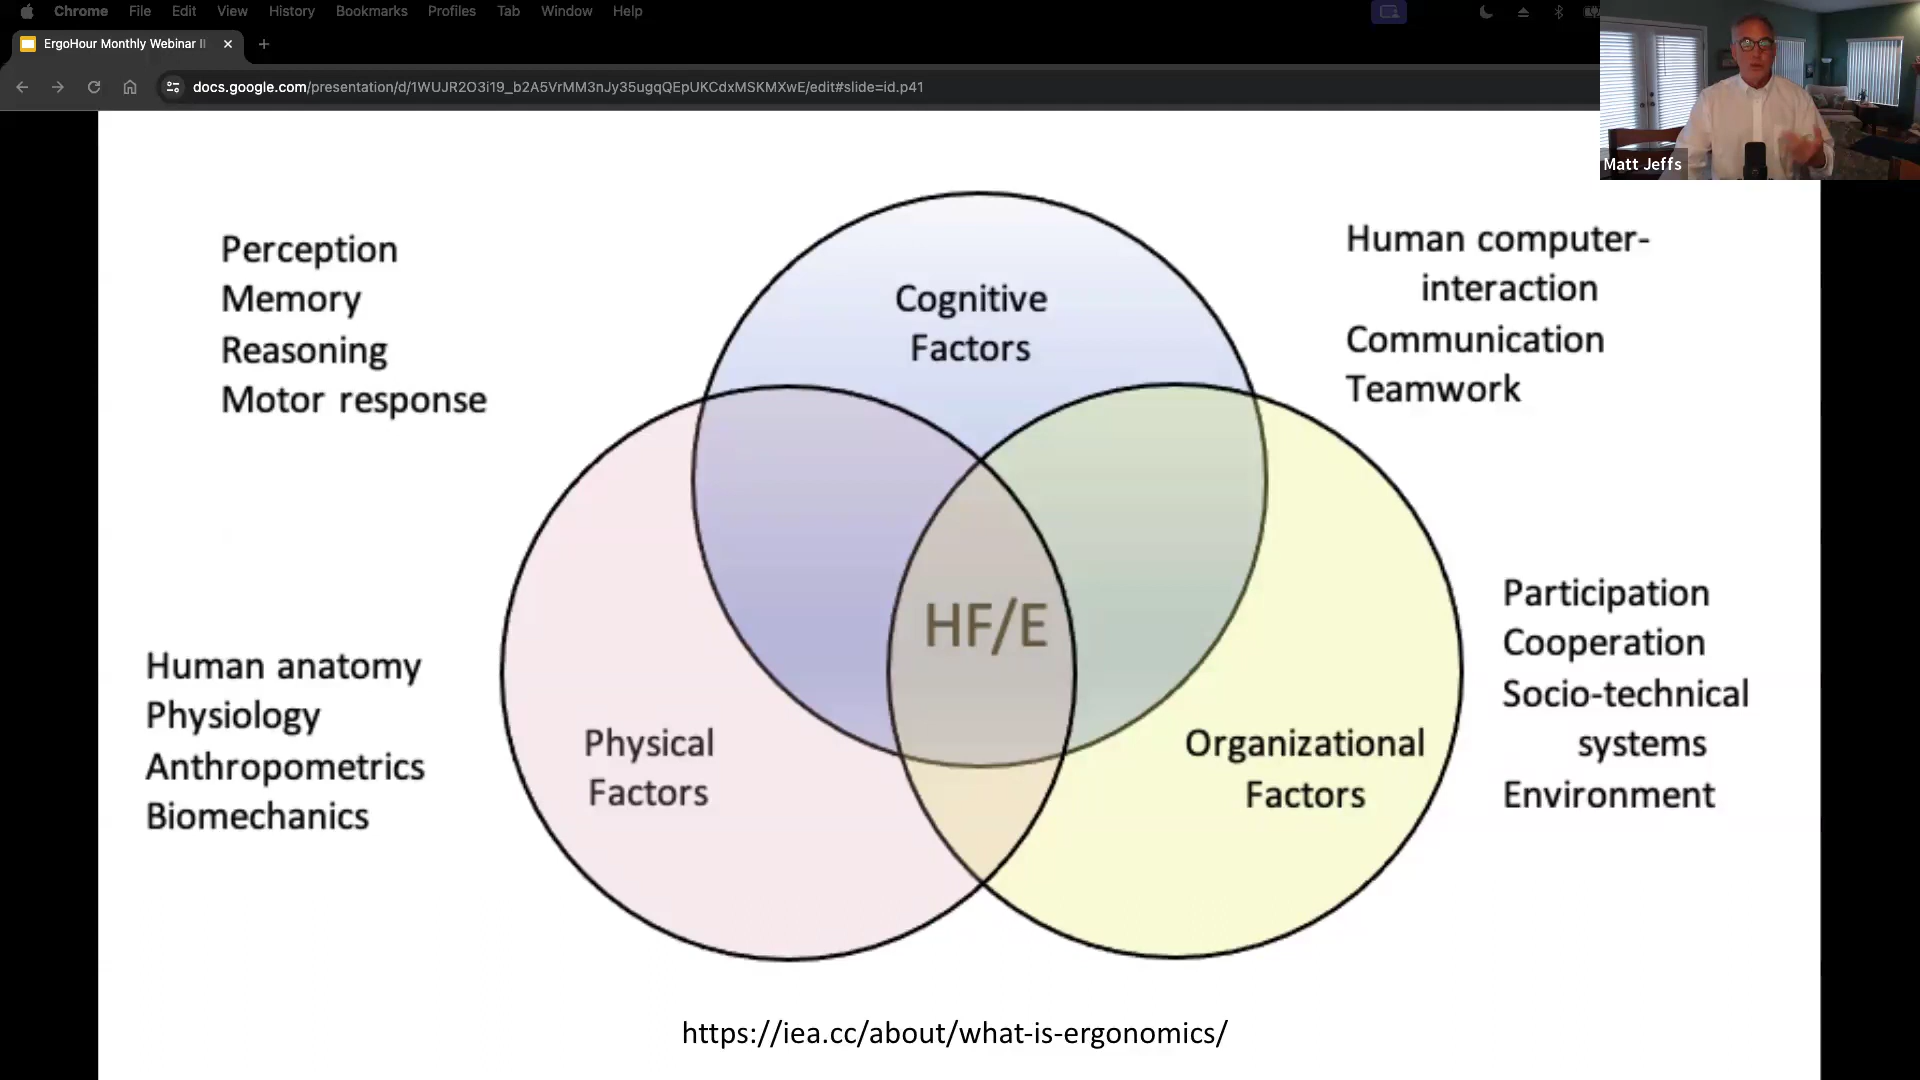 Chrome File Edit View History Bookmarks Profiles Tab Window Help
ErgoHour Monthly Webinar
docs.google.com/presentation/d/1WUJR2O3i19_b2A5VrMM3nJy35ugqQEpUKCdxMSKMXwE/edit#slide=id.p41
Matt Jeffs
Perception
Memory
Reasoning
Motor response
Cognitive
Factors
Human computer-
interaction
Communication
Teamwork
HF/E
Human anatomy
Physiology
Anthropometrics
Biomechanics
Physical
Factors
Organizational
Factors
Participation
Cooperation
Socio-technical
systems
Environment
https://iea.cc/about/what-is-ergonomics/